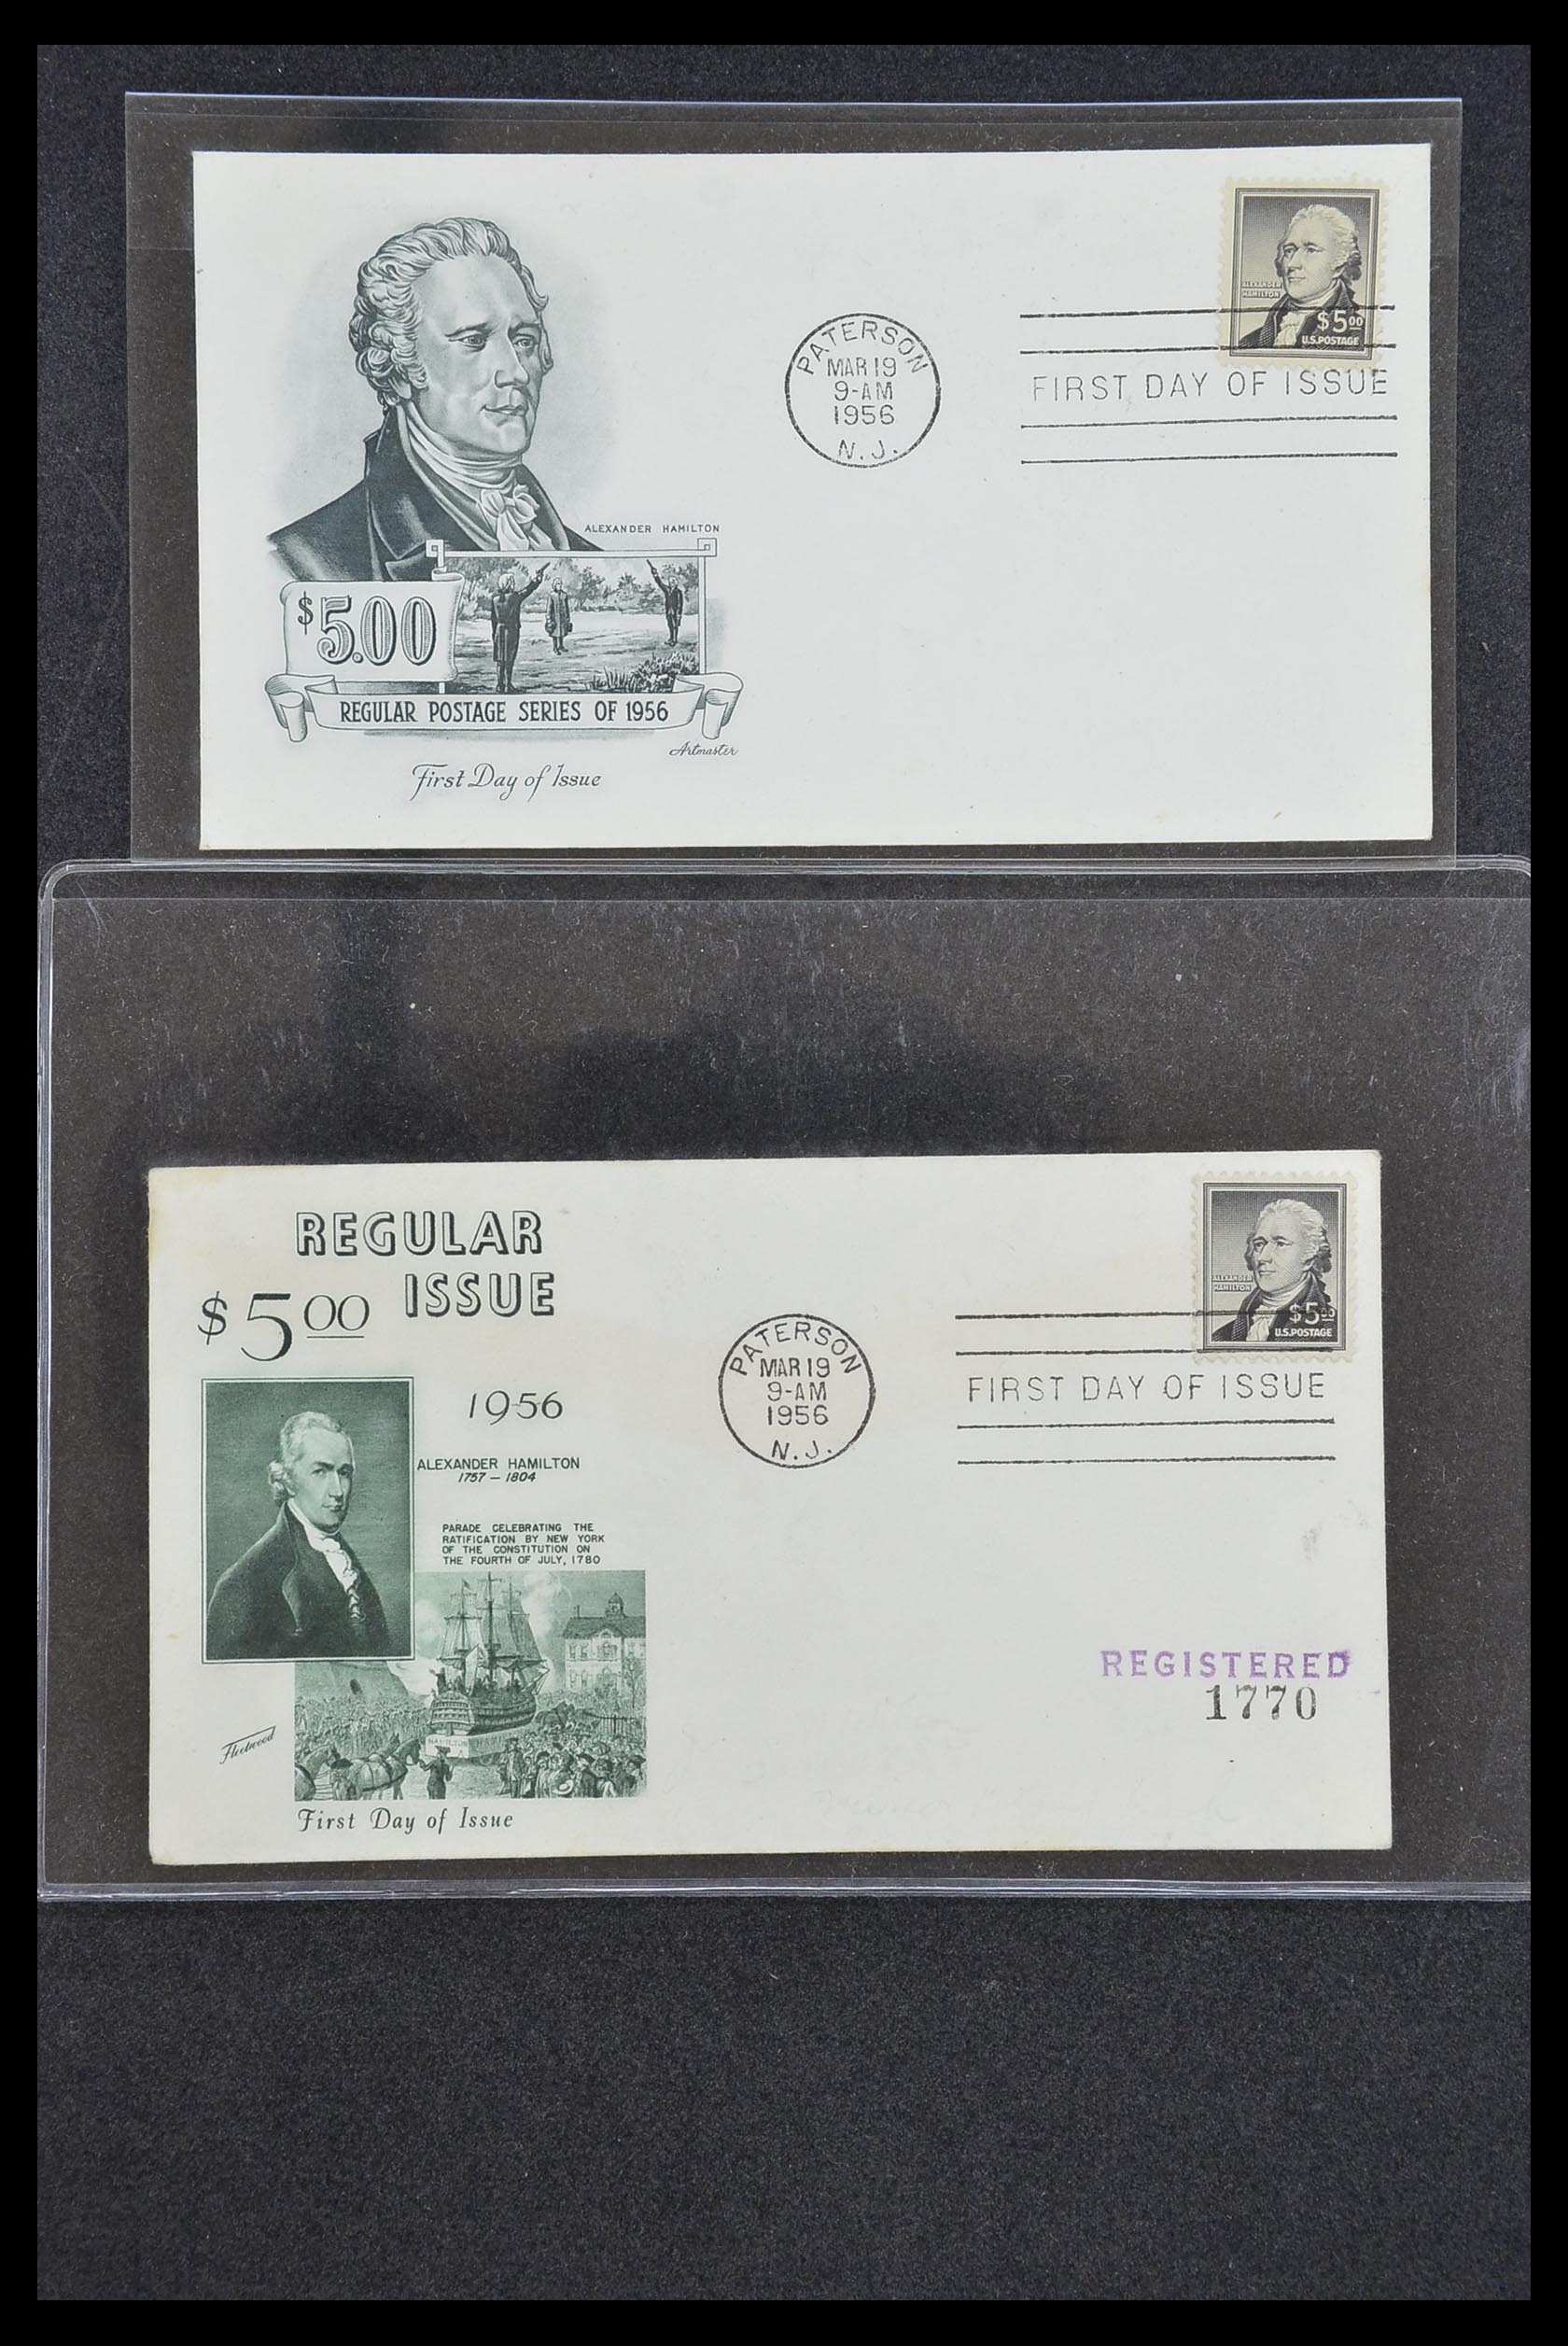 ALEXANDER
HAMILTON
$5.00
U.S.POSTAGE
PATERSON
MAR 19
9-AM
1956
N.J.
FIRST DAY OF ISSUE
ALEXANDER HAMILTON
$5.00
REGULAR POSTAGE SERIES OF 1956
Artmaster
First Day of Issue
REGULAR
ISSUE
$5.00
1956
ALEXANDER HAMILTON
1757 – 1804
PARADE CELEBRATING THE
RATIFICATION BY NEW YORK
OF THE CONSTITUTION ON
THE FOURTH OF JULY, 1780
HAMILTON
Fleetwood
First Day of Issue
PATERSON
MAR 19
9-AM
1956
N.J.
ALEXANDER
HAMILTON
$5.00
U.S.POSTAGE
FIRST DAY OF ISSUE
REGISTERED
1770